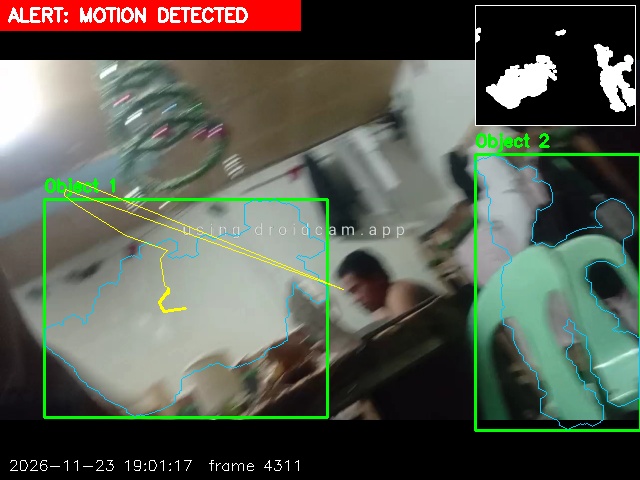 ALERT: MOTION DETECTED
Object 2
Object 1
using droidcam.app
2026-11-23 19:01:17 frame 4311